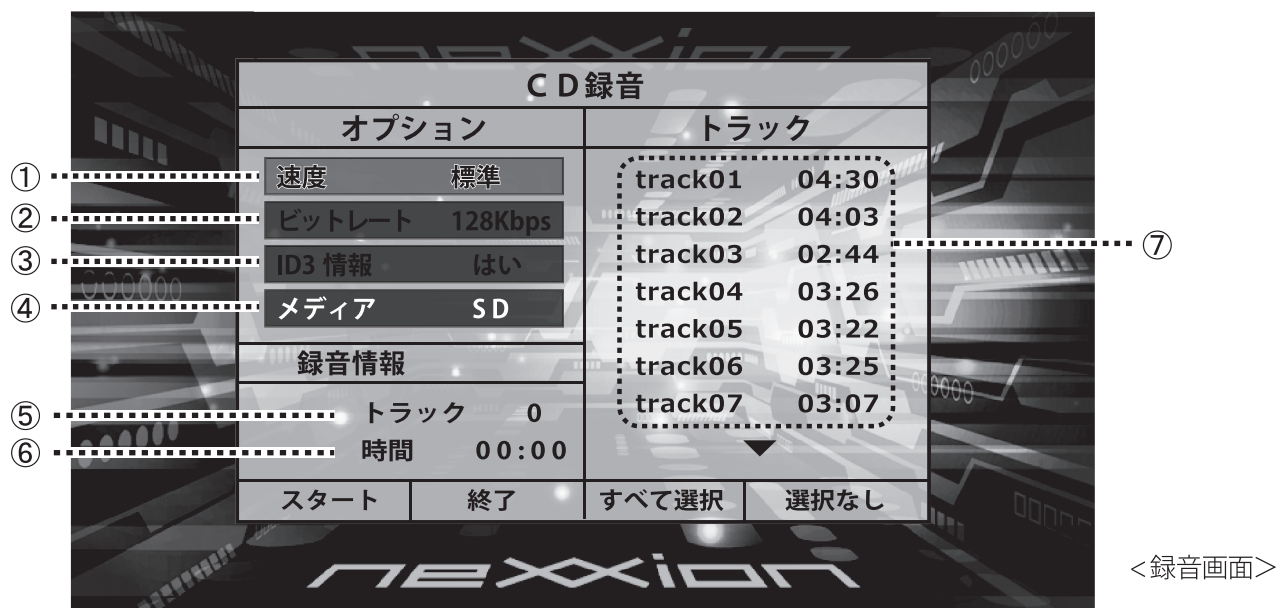 nexxion
CD録音
オプション
トラック
① 速度 標準
② ビットレート 128Kbps
③ ID3 情報 はい
④ メディア SD
録音情報
⑤ トラック 0
⑥ 時間 00:00
track01 04:30
track02 04:03
track03 02:44
track04 03:26
track05 03:22
track06 03:25
track07 03:07
⑦
スタート 終了 すべて選択 選択なし
nexxion
<録音画面>